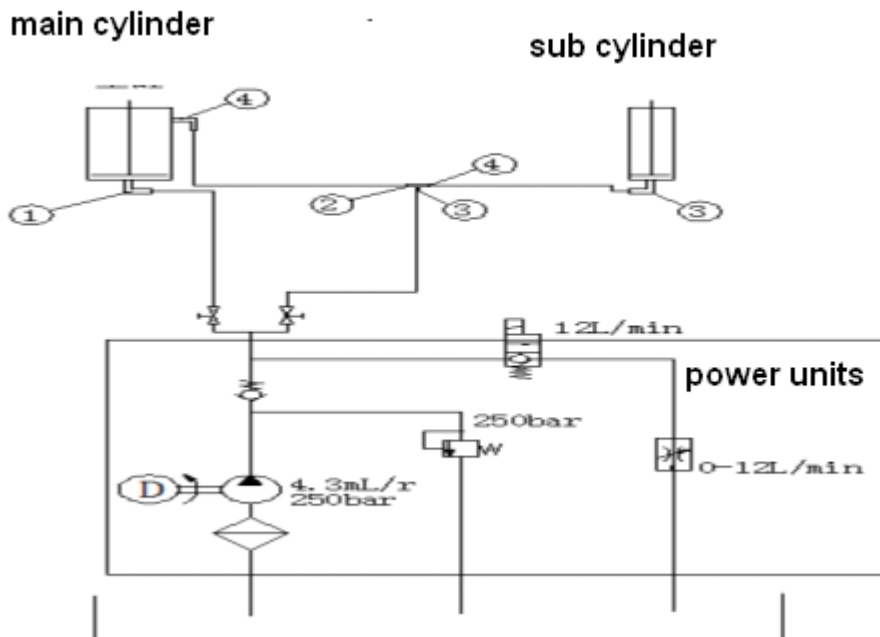 main cylinder
sub cylinder
4
4
1
2
3
3
12L/min
power units
250bar
0-12L/min
D
4.3mL/r
250bar